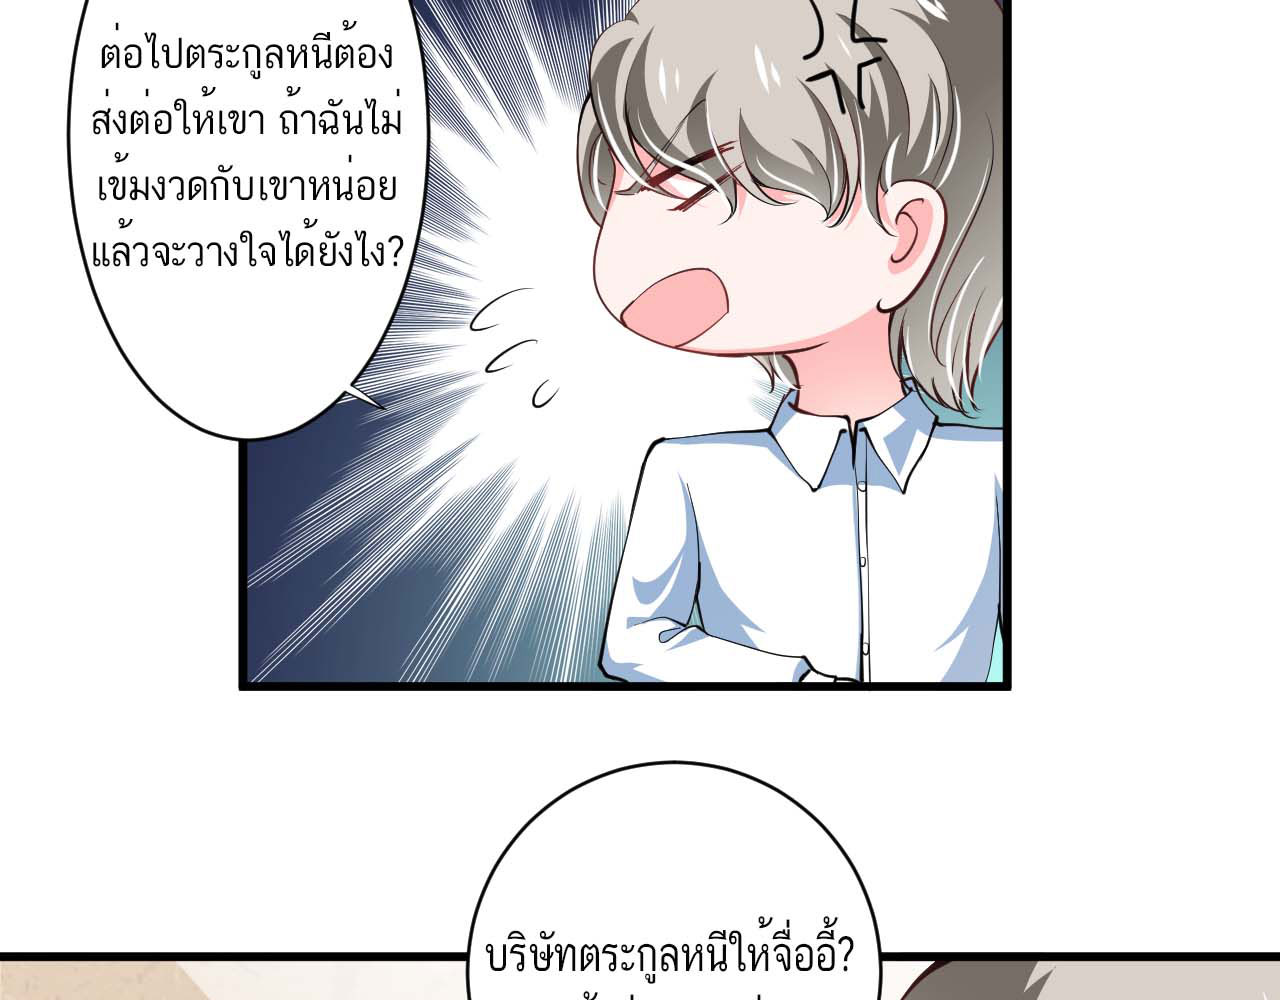 ต่อไปตระกูลหนีต้อง
ส่งต่อให้เขา ถ้าฉันไม่
เข้มงวดกับเขาหน่อย
แล้วจะวางใจได้ยังไง?
บริษัทตระกูลหนีให้จื่ออี้?